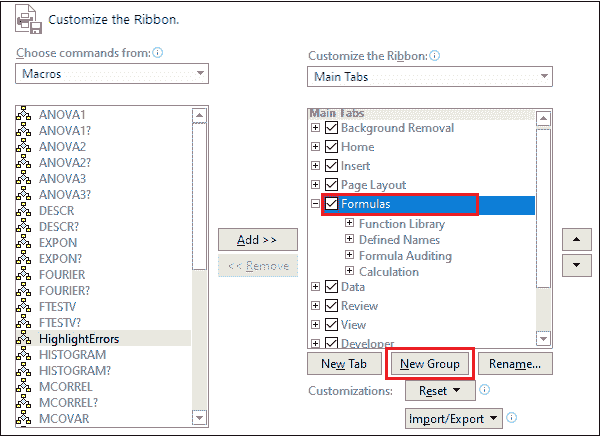 Customize the Ribbon.
Choose commands from:
Macros
ANOVA1
ANOVA1?
ANOVA2
ANOVA2?
ANOVA3
ANOVA3?
DESCR
DESCR?
EXPON
EXPON?
FOURIER
FOURIER?
FTESTV
FTESTV?
HighlightErrors
HISTOGRAM
HISTOGRAM?
MCORREL
MCORREL?
MCOVAR
Add >>
<< Remove
Customize the Ribbon:
Main Tabs
Main Tabs
Background Removal
Home
Insert
Page Layout
Formulas
Function Library
Defined Names
Formula Auditing
Calculation
Data
Review
View
Developer
New Tab New Group Rename...
Customizations: Reset
Import/Export